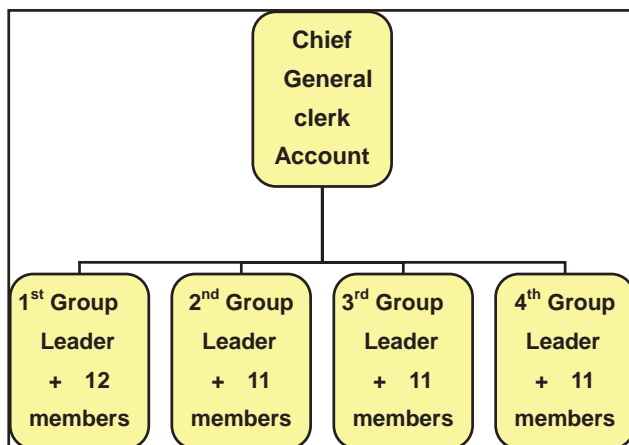 Chief
General
clerk
Account
1st Group
Leader
+ 12
members
2nd Group
Leader
+ 11
members
3rd Group
Leader
+ 11
members
4th Group
Leader
+ 11
members